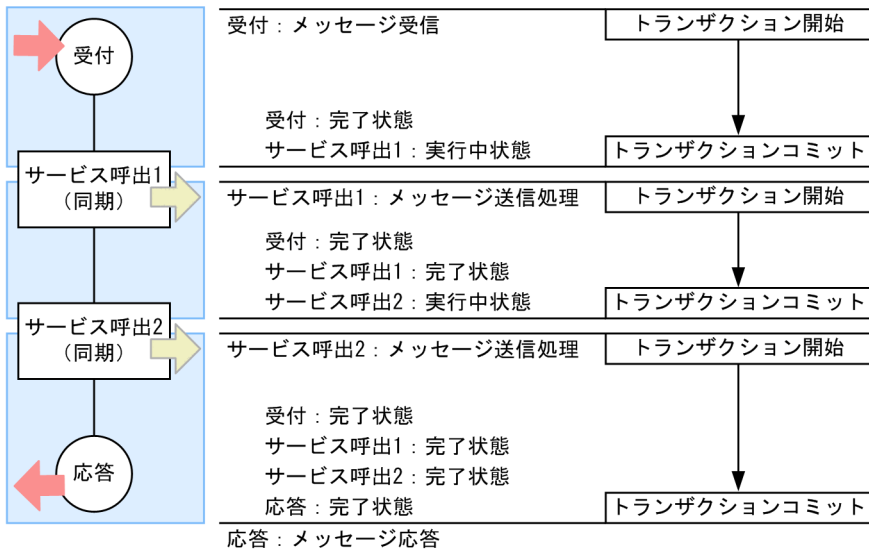 受付
受付：メッセージ受信
トランザクション開始
受付：完了状態
サービス呼出1：実行中状態
トランザクションコミット
サービス呼出1
（同期）
サービス呼出1：メッセージ送信処理
トランザクション開始
受付：完了状態
サービス呼出1：完了状態
サービス呼出2：実行中状態
トランザクションコミット
サービス呼出2
（同期）
サービス呼出2：メッセージ送信処理
トランザクション開始
受付：完了状態
サービス呼出1：完了状態
サービス呼出2：完了状態
応答：完了状態
トランザクションコミット
応答
応答：メッセージ応答